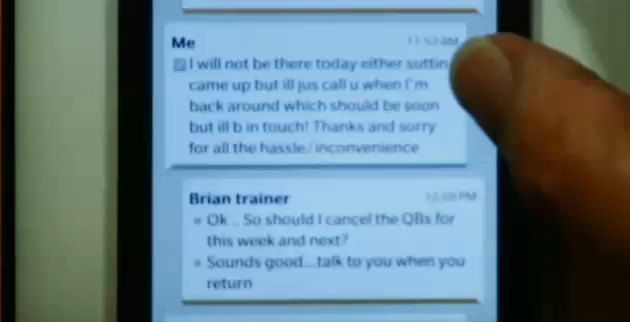 Me 11:52 AM
I will not be there today either suttin
came up but ill jus call u when I'm
back around which should be soon
but ill b in touch! Thanks and sorry
for all the hassle/inconvenience
Brian trainer 12:08 PM
Ok .. So should I cancel the QBs for
this week and next?
Sounds good...talk to you when you
return